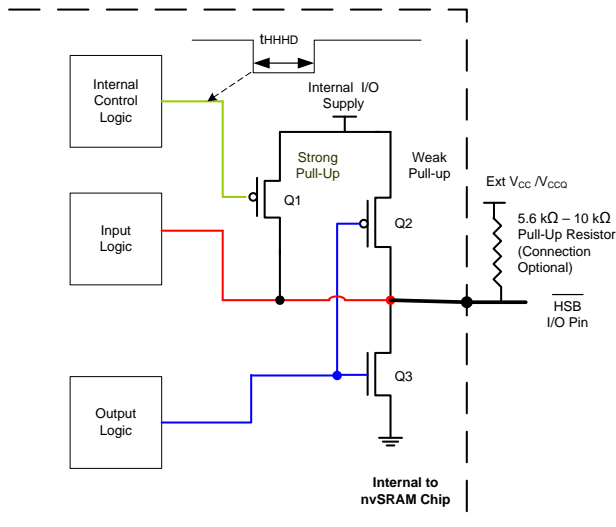 tHHHD
Internal
Control
Logic
Internal I/O
Supply
Strong
Pull-Up
Weak
Pull-up
Q1
Q2
Ext VCC /VCCQ
5.6 kΩ – 10 kΩ
Pull-Up Resistor
(Connection
Optional)
Input
Logic
HSB
I/O Pin
Q3
Output
Logic
Internal to
nvSRAM Chip